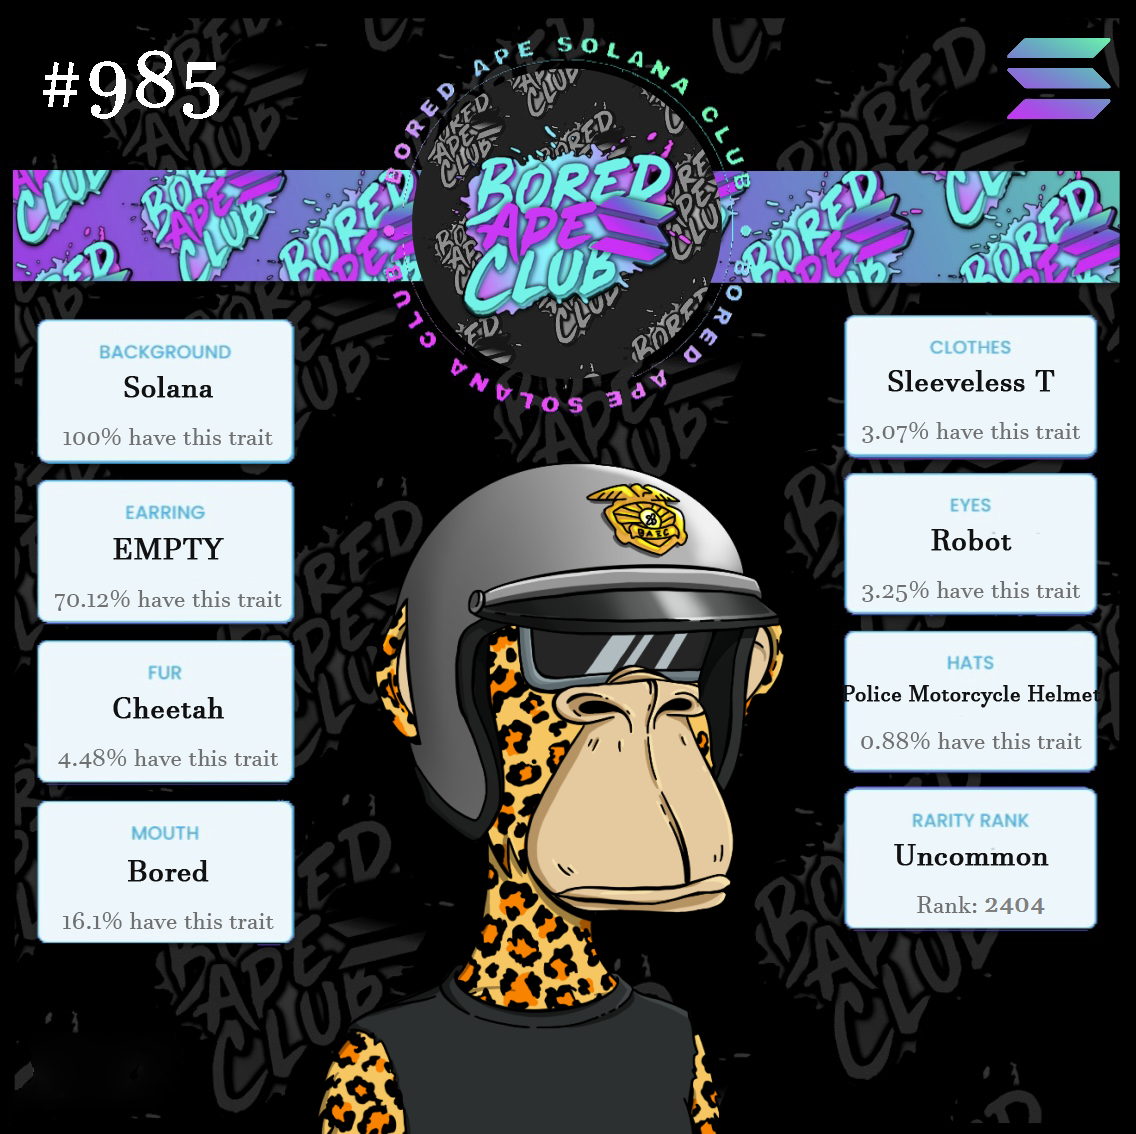 #985
BORED APE SOLANA CLUB
BORED APE SOLANA CLUB
BORED
APE
CLUB
BACKGROUND
Solana
100% have this trait
EARRING
EMPTY
70.12% have this trait
FUR
Cheetah
4.48% have this trait
MOUTH
Bored
16.1% have this trait
CLOTHES
Sleeveless T
3.07% have this trait
EYES
Robot
3.25% have this trait
HATS
Police Motorcycle Helmet
0.88% have this trait
RARITY RANK
Uncommon
Rank: 2404